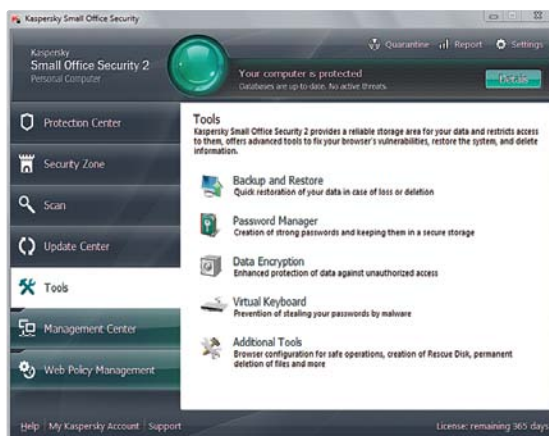 Kaspersky Small Office Security
Kaspersky
Small Office Security 2
Personal Computer
Quarantine Report Settings
Your computer is protected
Databases are up-to-date. No active threats.
Details
Protection Center
Security Zone
Scan
Update Center
Tools
Management Center
Web Policy Management
Tools
Kaspersky Small Office Security 2 provides a reliable storage area for your data and restricts access
to them, offers advanced tools to fix your browser's vulnerabilities, restore the system, and delete
information.
Backup and Restore
Quick restoration of your data in case of loss or deletion
Password Manager
Creation of strong passwords and keeping them in a secure storage
Data Encryption
Enhanced protection of data against unauthorized access
Virtual Keyboard
Prevention of stealing your passwords by malware
Additional Tools
Browser configuration for safe operations, creation of Rescue Disk, permanent
deletion of files and more
Help My Kaspersky Account Support
License: remaining 365 days